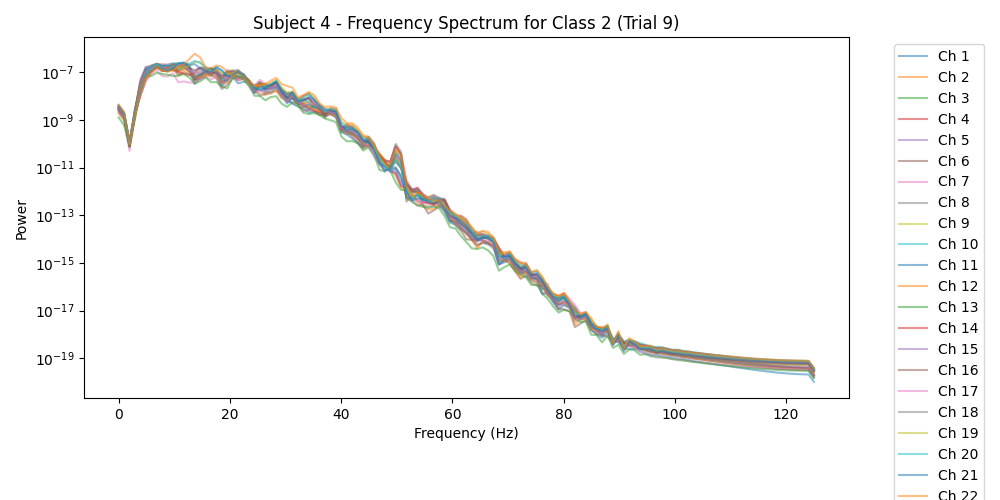 Subject 4 - Frequency Spectrum for Class 2 (Trial 9)
Power
10⁻⁷
10⁻⁹
10⁻¹¹
10⁻¹³
10⁻¹⁵
10⁻¹⁷
10⁻¹⁹
0 20 40 60 80 100 120
Frequency (Hz)
Ch 1
Ch 2
Ch 3
Ch 4
Ch 5
Ch 6
Ch 7
Ch 8
Ch 9
Ch 10
Ch 11
Ch 12
Ch 13
Ch 14
Ch 15
Ch 16
Ch 17
Ch 18
Ch 19
Ch 20
Ch 21
Ch 22